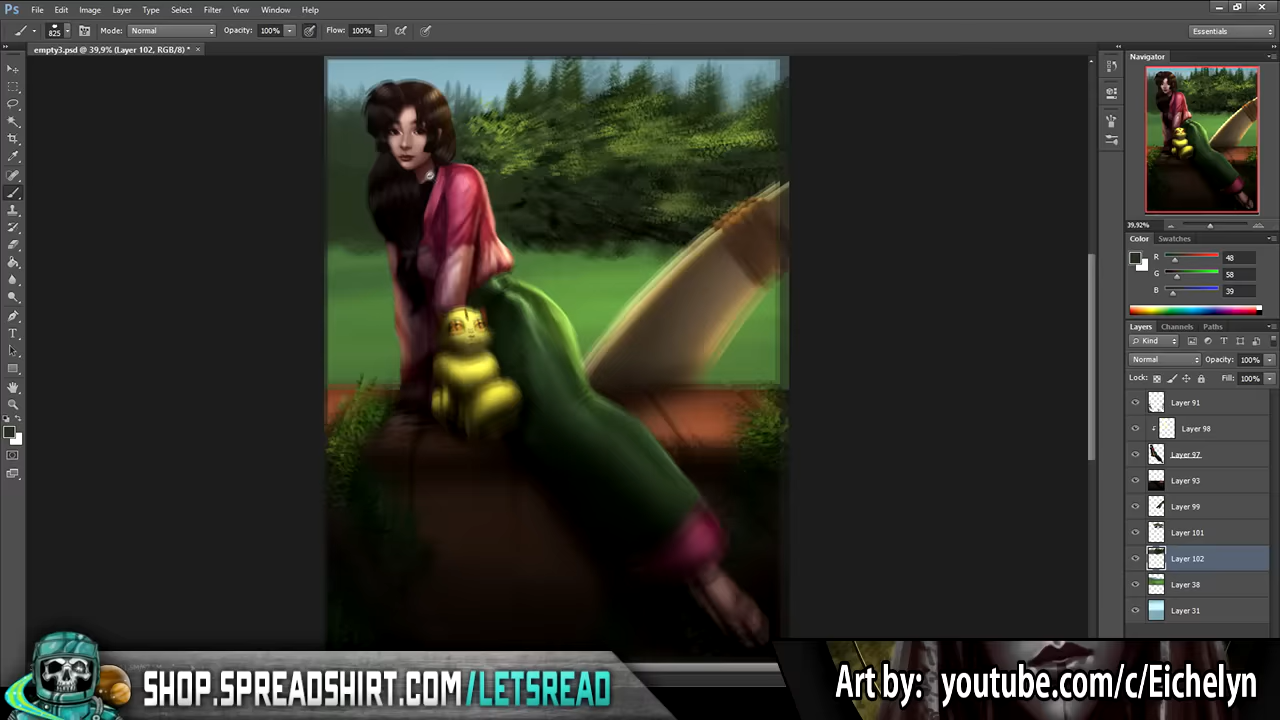 Ps File Edit Image Layer Type Select Filter View Window Help
825 Mode: Normal Opacity: 100% Flow: 100% Essentials
empty3.psd @ 39,9% (Layer 102, RGB/8) * ×
Navigator
39,92%
Color Swatches
R 48
G 58
B 39
Layers Channels Paths
Kind
Normal Opacity: 100%
Lock: Fill: 100%
Layer 91
Layer 98
Layer 97
Layer 93
Layer 99
Layer 101
Layer 102
Layer 38
Layer 31
SHOP.SPREADSHIRT.COM/LETSREAD
Art by: youtube.com/c/Eichelyn